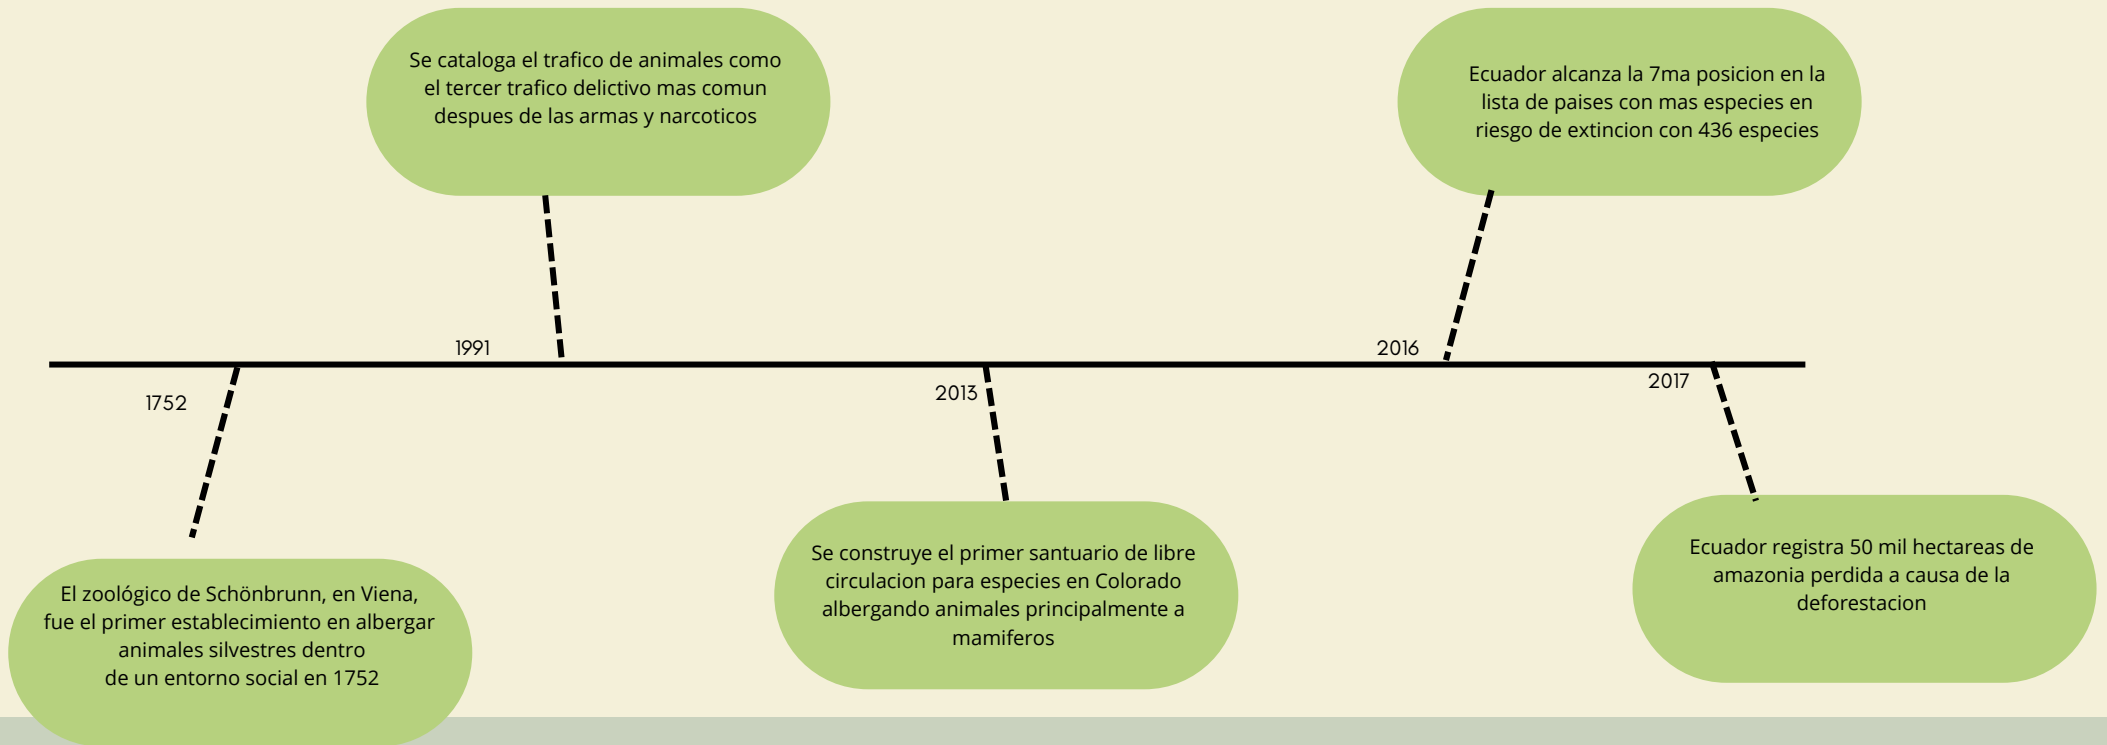 Se cataloga el trafico de animales como
el tercer trafico delictivo mas comun
despues de las armas y narcoticos
Ecuador alcanza la 7ma posicion en la
lista de paises con mas especies en
riesgo de extincion con 436 especies
1991
2016
1752
2013
2017
El zoológico de Schönbrunn, en Viena,
fue el primer establecimiento en albergar
animales silvestres dentro
de un entorno social en 1752
Se construye el primer santuario de libre
circulacion para especies en Colorado
albergando animales principalmente a
mamiferos
Ecuador registra 50 mil hectareas de
amazonia perdida a causa de la
deforestacion